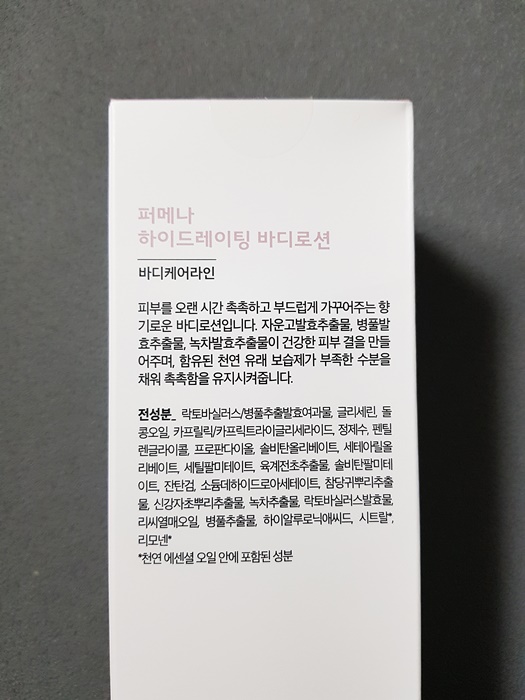 퍼메나
하이드레이팅 바디로션
바디케어라인
피부를 오랜 시간 촉촉하고 부드럽게 가꾸어주는 향
기로운 바디로션입니다. 자운고발효추출물, 병풀발
효추출물, 녹차발효추출물이 건강한 피부 결을 만들
어주며, 함유된 천연 유래 보습제가 부족한 수분을
채워 촉촉함을 유지시켜줍니다.
전성분_ 락토바실러스/병풀추출발효여과물, 글리세린, 돌
콩오일, 카프릴릭/카프릭트라이글리세라이드, 정제수, 펜틸
렌글라이콜, 프로판다이올, 솔비탄올리베이트, 세테아릴올
리베이트, 세틸팔미테이트, 육계전초추출물, 솔비탄팔미테
이트, 잔탄검, 소듐데하이드로아세테이트, 참당귀뿌리추출
물, 신강자초뿌리추출물, 녹차추출물, 락토바실러스발효물,
리씨열매오일, 병풀추출물, 하이알루로닉애씨드, 시트랄*,
리모넨*
*천연 에센셜 오일 안에 포함된 성분